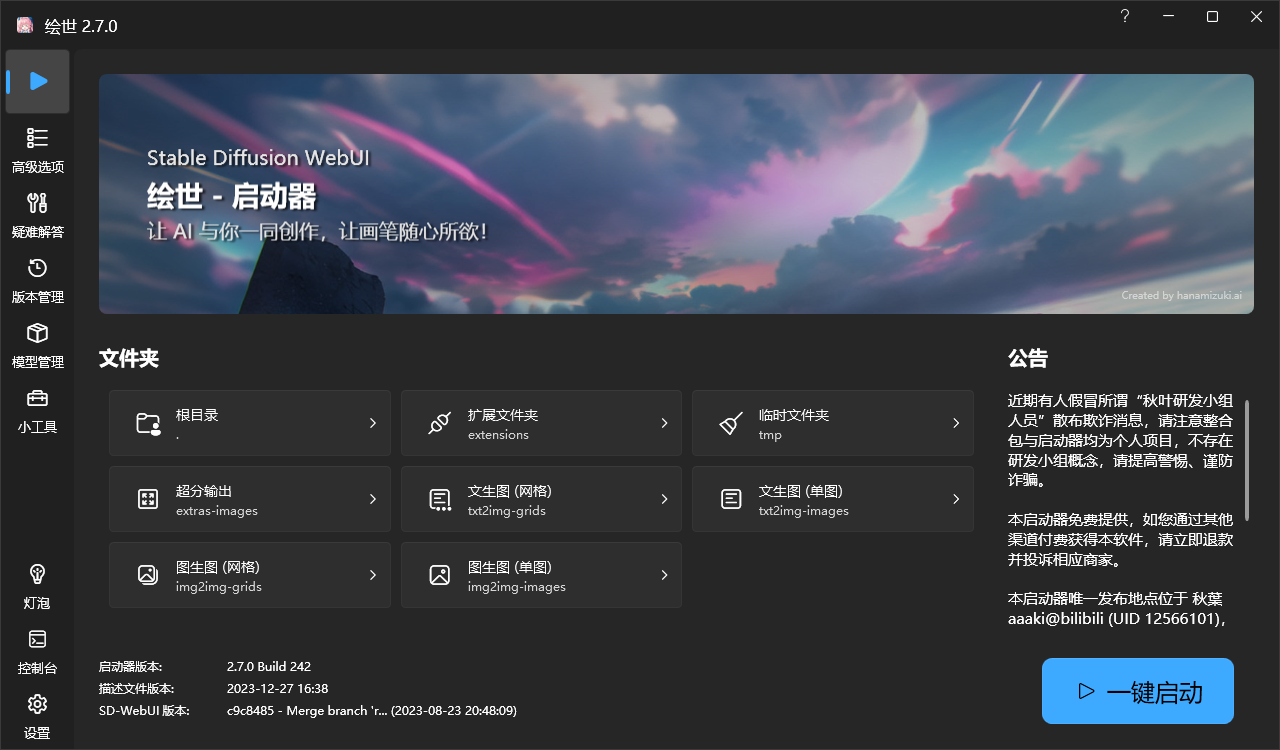 绘世 2.7.0
?
Stable Diffusion WebUI
绘世 - 启动器
让 AI 与你一同创作，让画笔随心所欲！
Created by hanamizuki.ai
高级选项
疑难解答
版本管理
模型管理
小工具
灯泡
控制台
设置
文件夹
根目录
.
扩展文件夹
extensions
临时文件夹
tmp
超分输出
extras-images
文生图 (网格)
txt2img-grids
文生图 (单图)
txt2img-images
图生图 (网格)
img2img-grids
图生图 (单图)
img2img-images
公告
近期有人假冒所谓“秋叶研发小组
人员”散布欺诈消息，请注意整合
包与启动器均为个人项目，不存在
研发小组概念，请提高警惕、谨防
诈骗。
本启动器免费提供，如您通过其他
渠道付费获得本软件，请立即退款
并投诉相应商家。
本启动器唯一发布地点位于 秋葉
aaaki@bilibili (UID 12566101)，
启动器版本: 2.7.0 Build 242
描述文件版本: 2023-12-27 16:38
SD-WebUI 版本: c9c8485 - Merge branch 'r... (2023-08-23 20:48:09)
一键启动